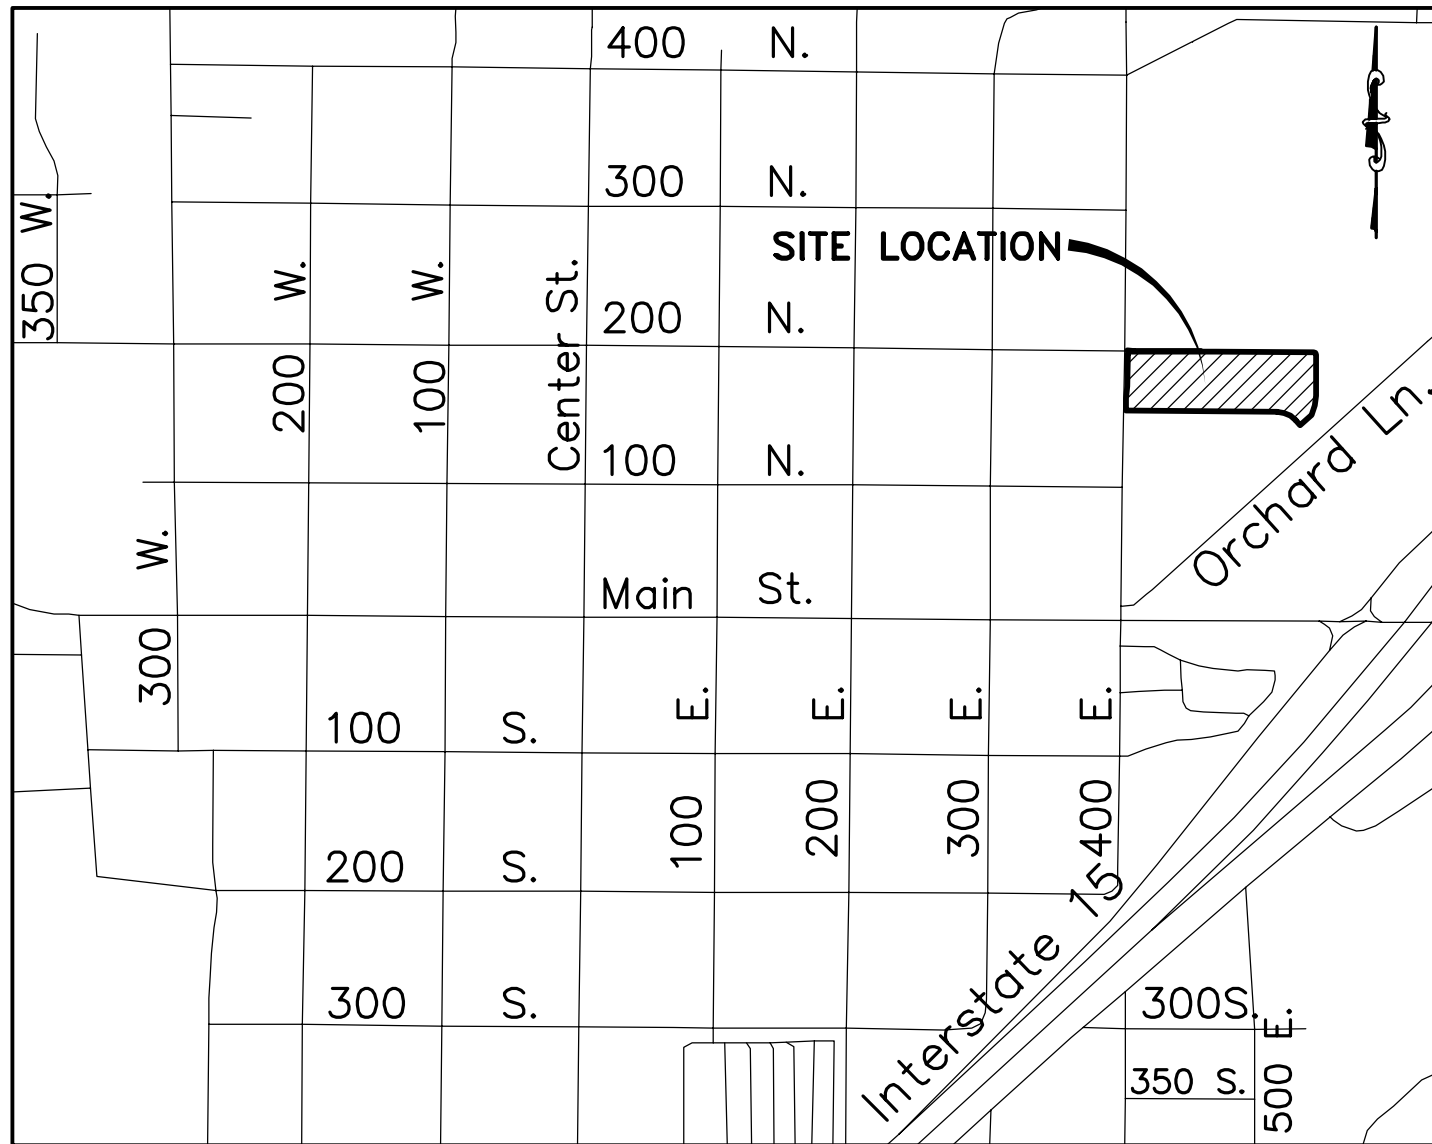 400 N.
300 N.
350 W.
SITE LOCATION
200 W.
100 W.
Center St.
200 N.
Orchard Ln.
100 N.
300 W.
Main St.
100 S.
100 E.
200 E.
300 E.
400 E.
200 S.
Interstate 15
300 S.
300S.
350 S.
500 E.